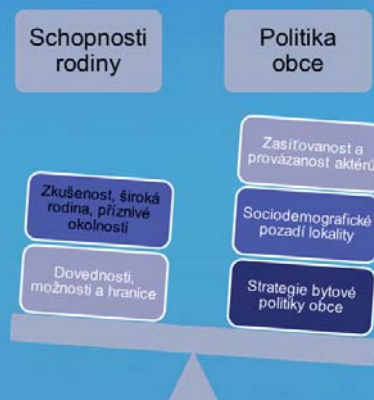 Schopnosti
rodiny
Politika
obce
Zkušenost, široká
rodina, příznivé
okolnosti
Dovednosti,
možnosti a hranice
Zasíťovanost a
provázanost aktérů
Sociodemografické
pozadí lokality
Strategie bytové
politiky obce